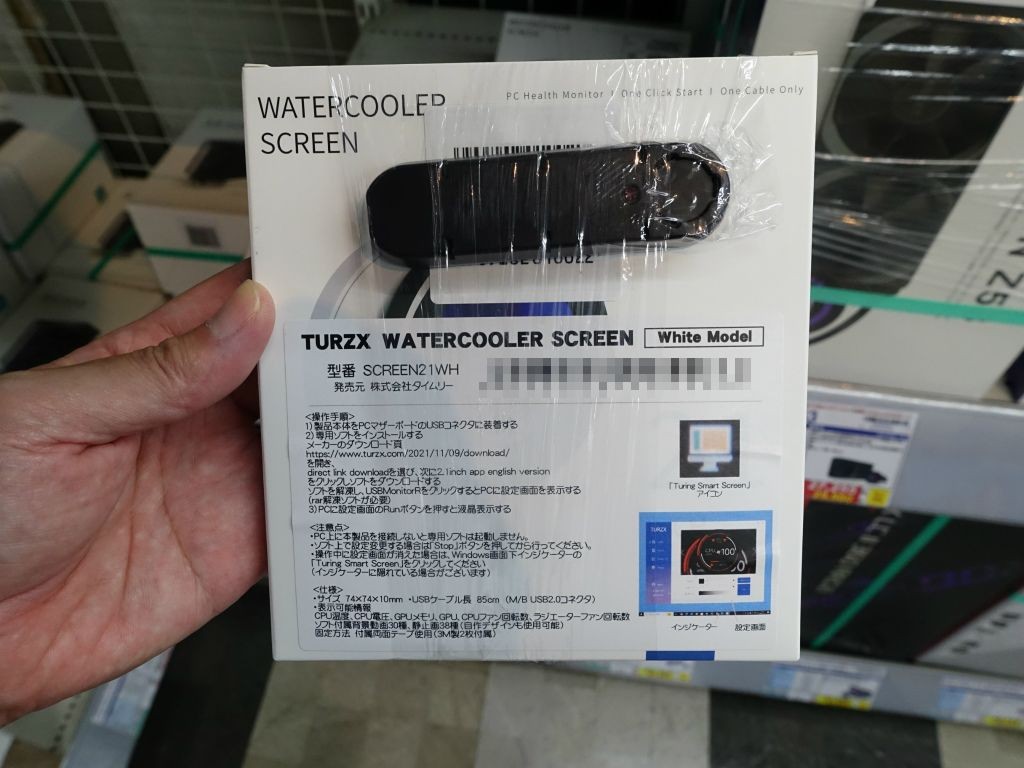 WATERCOOLER
SCREEN
PC Health Monitor | One Click Start | One Cable Only
TURZX WATERCOOLER SCREEN White Model
型番 SCREEN21WH
発売元 株式会社タイムリー
<操作手順>
1)製品本体をPCマザーボードのUSBコネクタに装着する
2)専用ソフトをインストールする
メーカーのダウンロード頁
https://www.turzx.com/2021/11/09/download/
を開き、
direct link downloadを選び、次に2.1inch app english version
をクリックしソフトをダウンロードする
ソフトを解凍し、USBMonitorRをクリックするとPCに設定画面を表示する
(rar解凍ソフトが必要)
3)PCに設定画面のRunボタンを押すと液晶表示する
<注意点>
・PC上に本製品を接続しないと専用ソフトは起動しません。
・ソフト上で設定変更する場合は「Stop」ボタンを押してから行ってください。
・操作中に設定画面が消えた場合は、Windows画面下インジケーターの
「Turing Smart Screen」をクリックしてください
(インジケーターに隠れている場合がございます)
<仕様>
・サイズ 74×74×10mm ・USBケーブル長 85cm (M/B USB2.0コネクタ)
・表示可能情報
CPU温度、CPU電圧、GPUメモリ、GPU、CPUファン回転数、ラジエーターファン回転数
ソフト付属背景動画30種、静止画38種(自作デザインも使用可能)
固定方法 付属両面テープ使用(3M製2枚付属)
「Turing Smart Screen」
アイコン
TURZX
CPU
100
インジケーター 設定画面
N 25